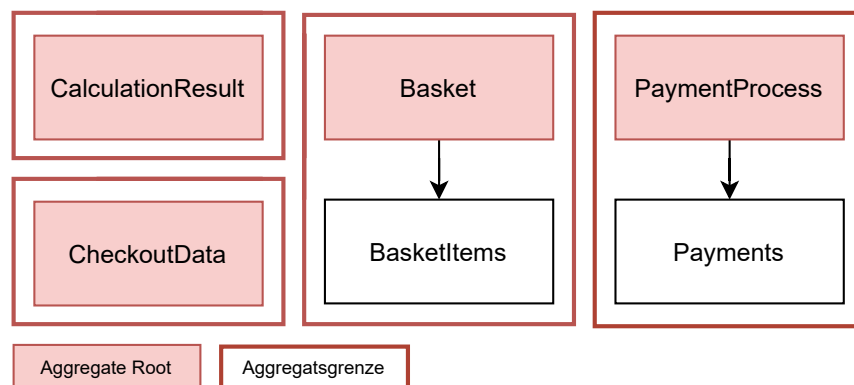 CalculationResult
Basket
PaymentProcess
CheckoutData
BasketItems
Payments
Aggregate Root
Aggregatsgrenze